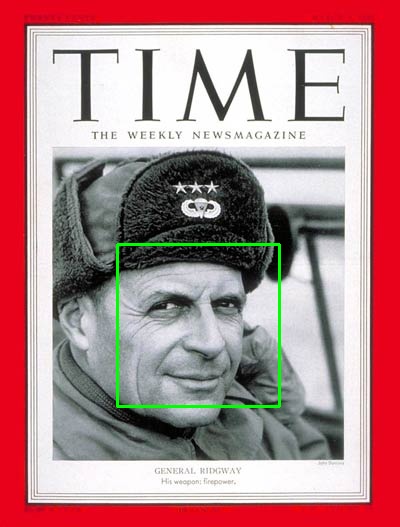 TIME
THE WEEKLY NEWSMAGAZINE
GENERAL RIDGWAY
His weapon: firepower.